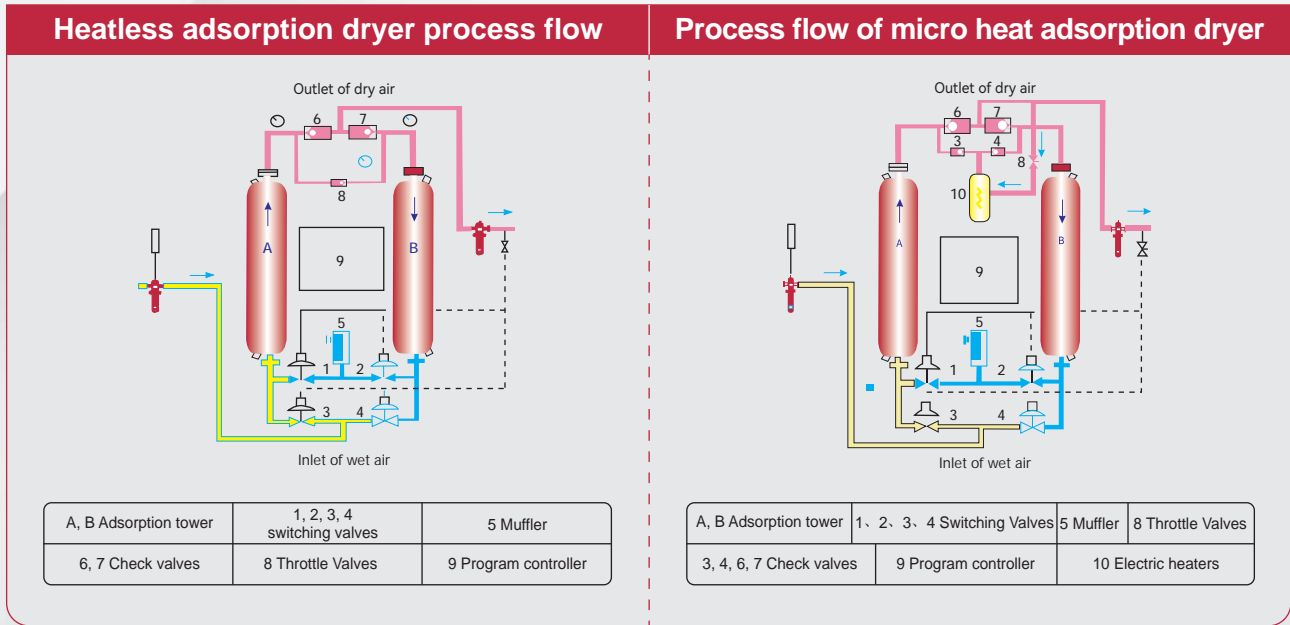 Heatless adsorption dryer process flow
Outlet of dry air
6
7
8
A
B
9
5
1
2
3
4
Inlet of wet air
A, B Adsorption tower
1, 2, 3, 4
switching valves
5 Muffler
6, 7 Check valves
8 Throttle Valves
9 Program controller
Process flow of micro heat adsorption dryer
Outlet of dry air
6
7
3
4
8
10
A
B
9
5
1
2
3
4
Inlet of wet air
A, B Adsorption tower
1、2、3、4 Switching Valves
5 Muffler
8 Throttle Valves
3, 4, 6, 7 Check valves
9 Program controller
10 Electric heaters